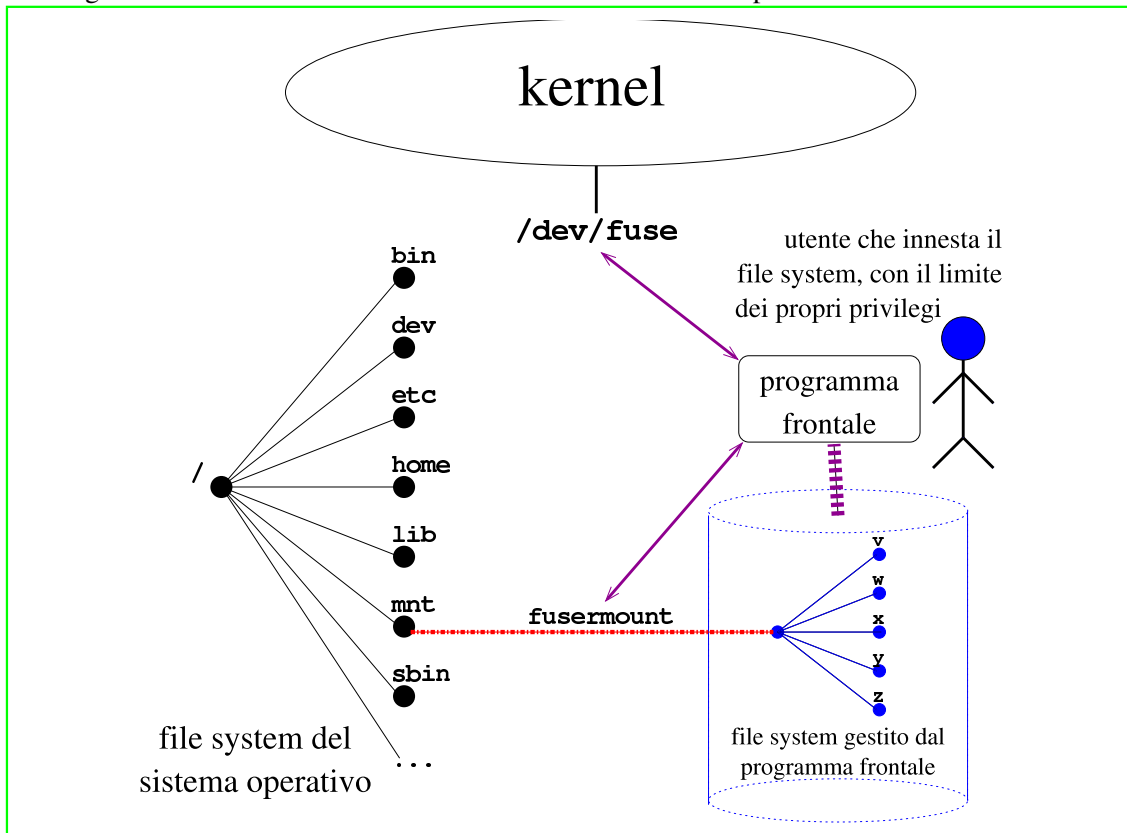 kernel
/dev/fuse
utente che innesta il
file system, con il limite
dei propri privilegi
programma
frontale
/
bin
dev
etc
home
lib
mnt
sbin
...
fusermount
v
w
x
y
z
file system del
sistema operativo
file system gestito dal
programma frontale